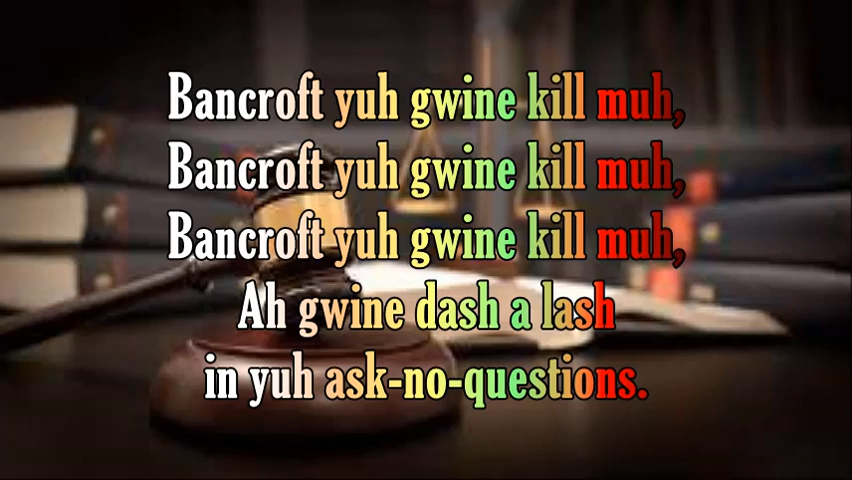 Bancroft yuh gwine kill muh,
Bancroft yuh gwine kill muh,
Bancroft yuh gwine kill muh,
Ah gwine dash a lash
in yuh ask-no-questions.